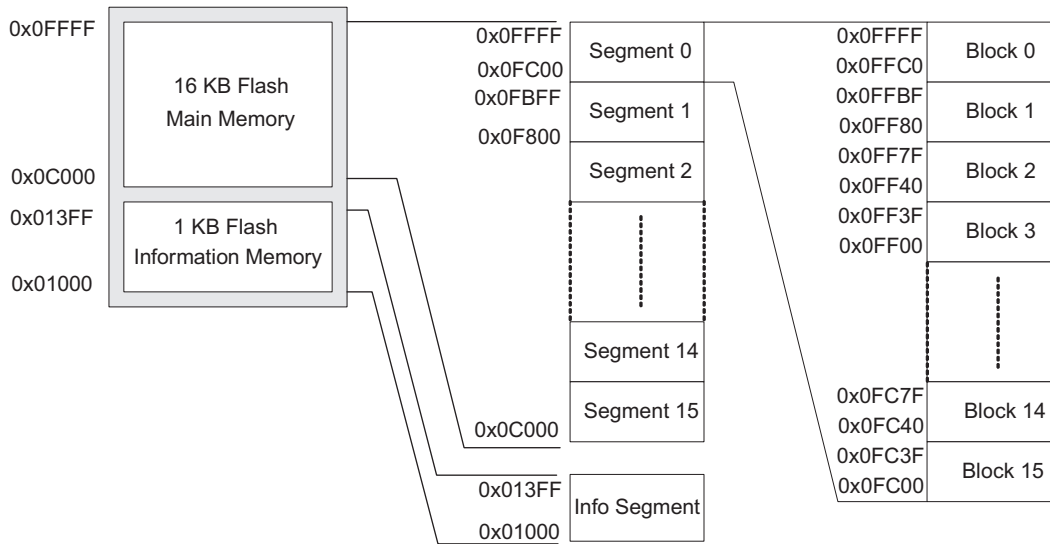 0x0FFFF
16 KB Flash
Main Memory
0x0C000
0x013FF
1 KB Flash
Information Memory
0x01000
0x0FFFF
Segment 0
0x0FC00
0x0FBFF
Segment 1
0x0F800
Segment 2
Segment 14
Segment 15
0x0C000
0x013FF
Info Segment
0x01000
0x0FFFF
Block 0
0x0FFC0
0x0FFBF
Block 1
0x0FF80
0x0FF7F
Block 2
0x0FF40
0x0FF3F
Block 3
0x0FF00
0x0FC7F
Block 14
0x0FC40
0x0FC3F
Block 15
0x0FC00